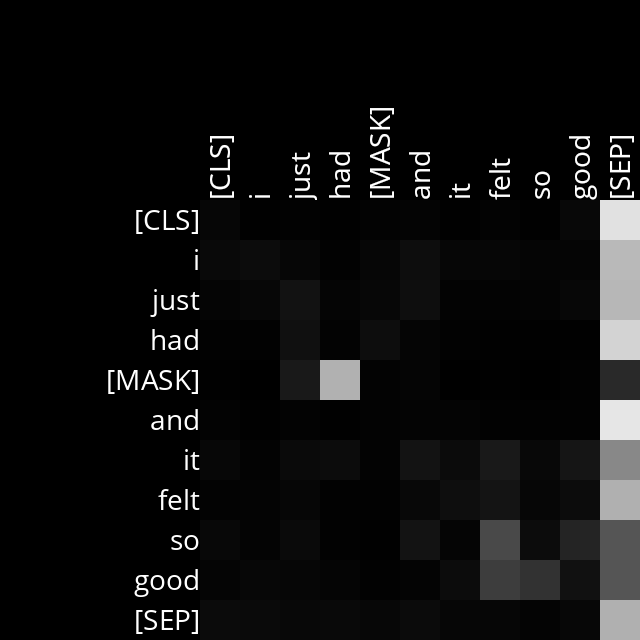 [CLS] i just had [MASK] and it felt so good [SEP]
[CLS]
i
just
had
[MASK]
and
it
felt
so
good
[SEP]